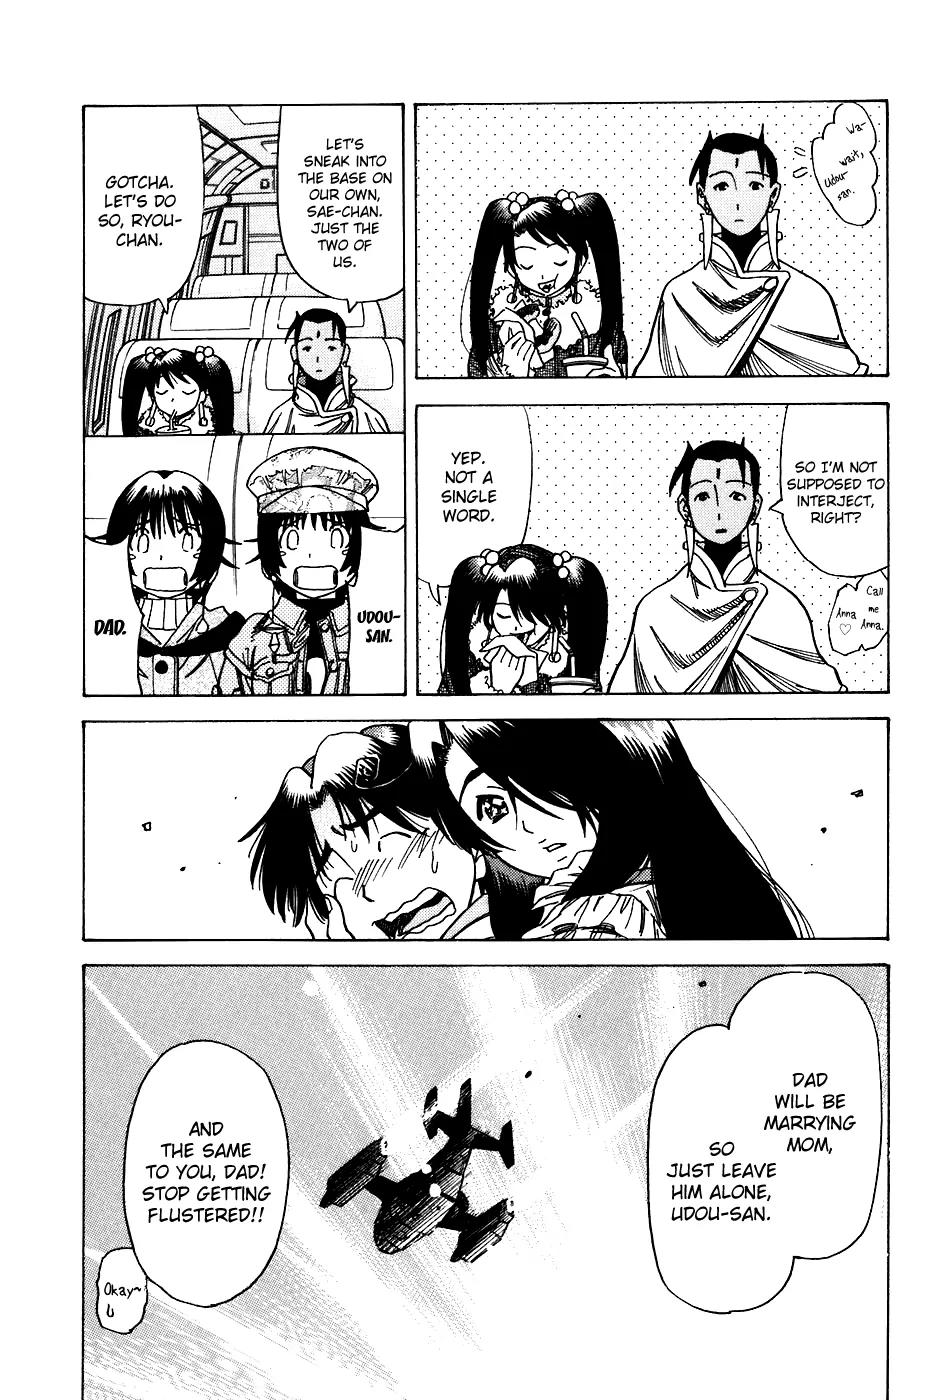 Wa-
wait,
Udou-
san.
SO I'M NOT
SUPPOSED TO
INTERJECT,
RIGHT?
Call
me
Anna.
Anna
♡
YEP.
NOT A
SINGLE
WORD.
LET'S
SNEAK INTO
THE BASE ON
OUR OWN,
SAE-CHAN.
JUST THE
TWO OF
US.
GOTCHA.
LET'S DO
SO, RYOU-
CHAN.
UDOU-
SAN.
DAD.
DAD
WILL BE
MARRYING
MOM,
SO
JUST LEAVE
HIM ALONE,
UDOU-SAN.
AND
THE SAME
TO YOU, DAD!
STOP GETTING
FLUSTERED!!
Okay~